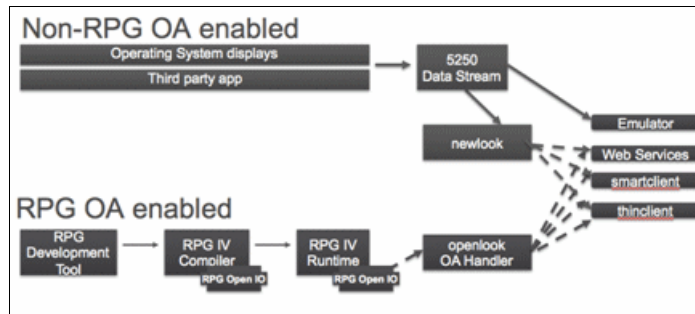 Non-RPG OA enabled
Operating System displays
Third party app
5250
Data Stream
Emulator
newlook
Web Services
smartclient
thinclient
RPG OA enabled
RPG
Development
Tool
RPG IV
Compiler
RPG Open IO
RPG IV
Runtime
RPG Open IO
openlook
OA Handler